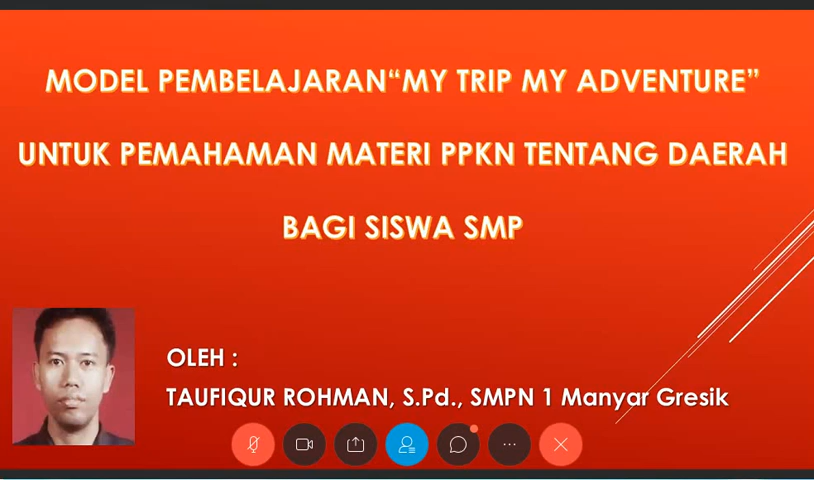 MODEL PEMBELAJARAN“MY TRIP MY ADVENTURE”
UNTUK PEMAHAMAN MATERI PPKN TENTANG DAERAH
BAGI SISWA SMP
OLEH :
TAUFIQUR ROHMAN, S.Pd., SMPN 1 Manyar Gresik